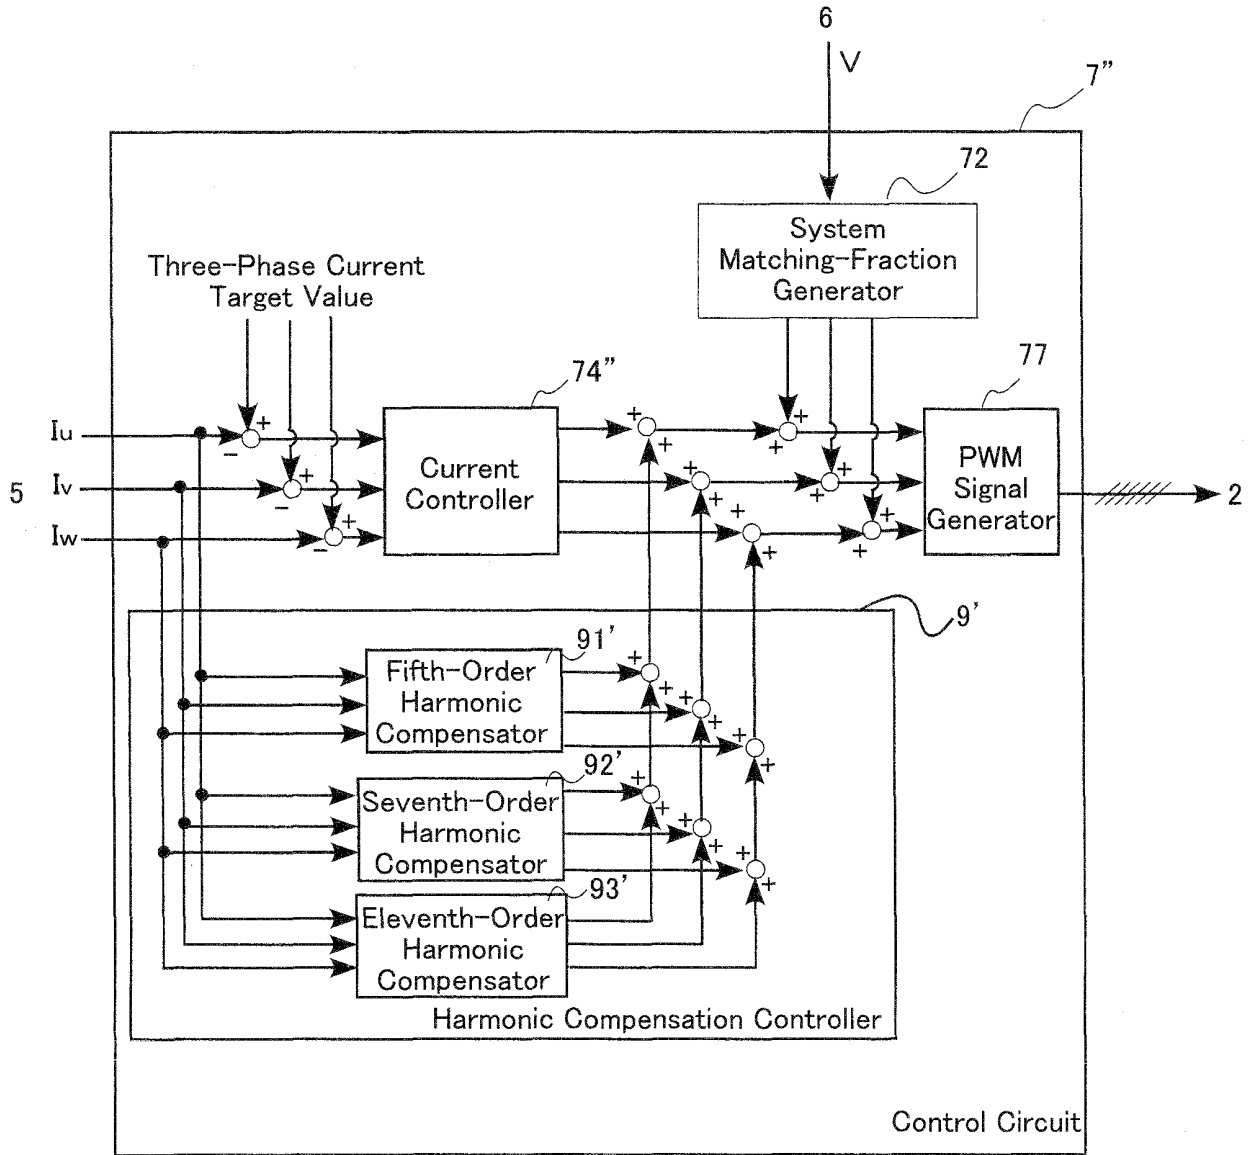 6
V
7”
72
System
Matching-Fraction
Generator
Three-Phase Current
Target Value
74”
77
Iu
Iv
Iw
5
+
−
+
−
+
−
Current
Controller
+
+
+
+
+
+
+
+
+
+
+
+
PWM
Signal
Generator
2
9’
91’
Fifth-Order
Harmonic
Compensator
+
+
+
+
+
+
92’
Seventh-Order
Harmonic
Compensator
+
+
+
+
+
+
93’
Eleventh-Order
Harmonic
Compensator
Harmonic Compensation Controller
Control Circuit